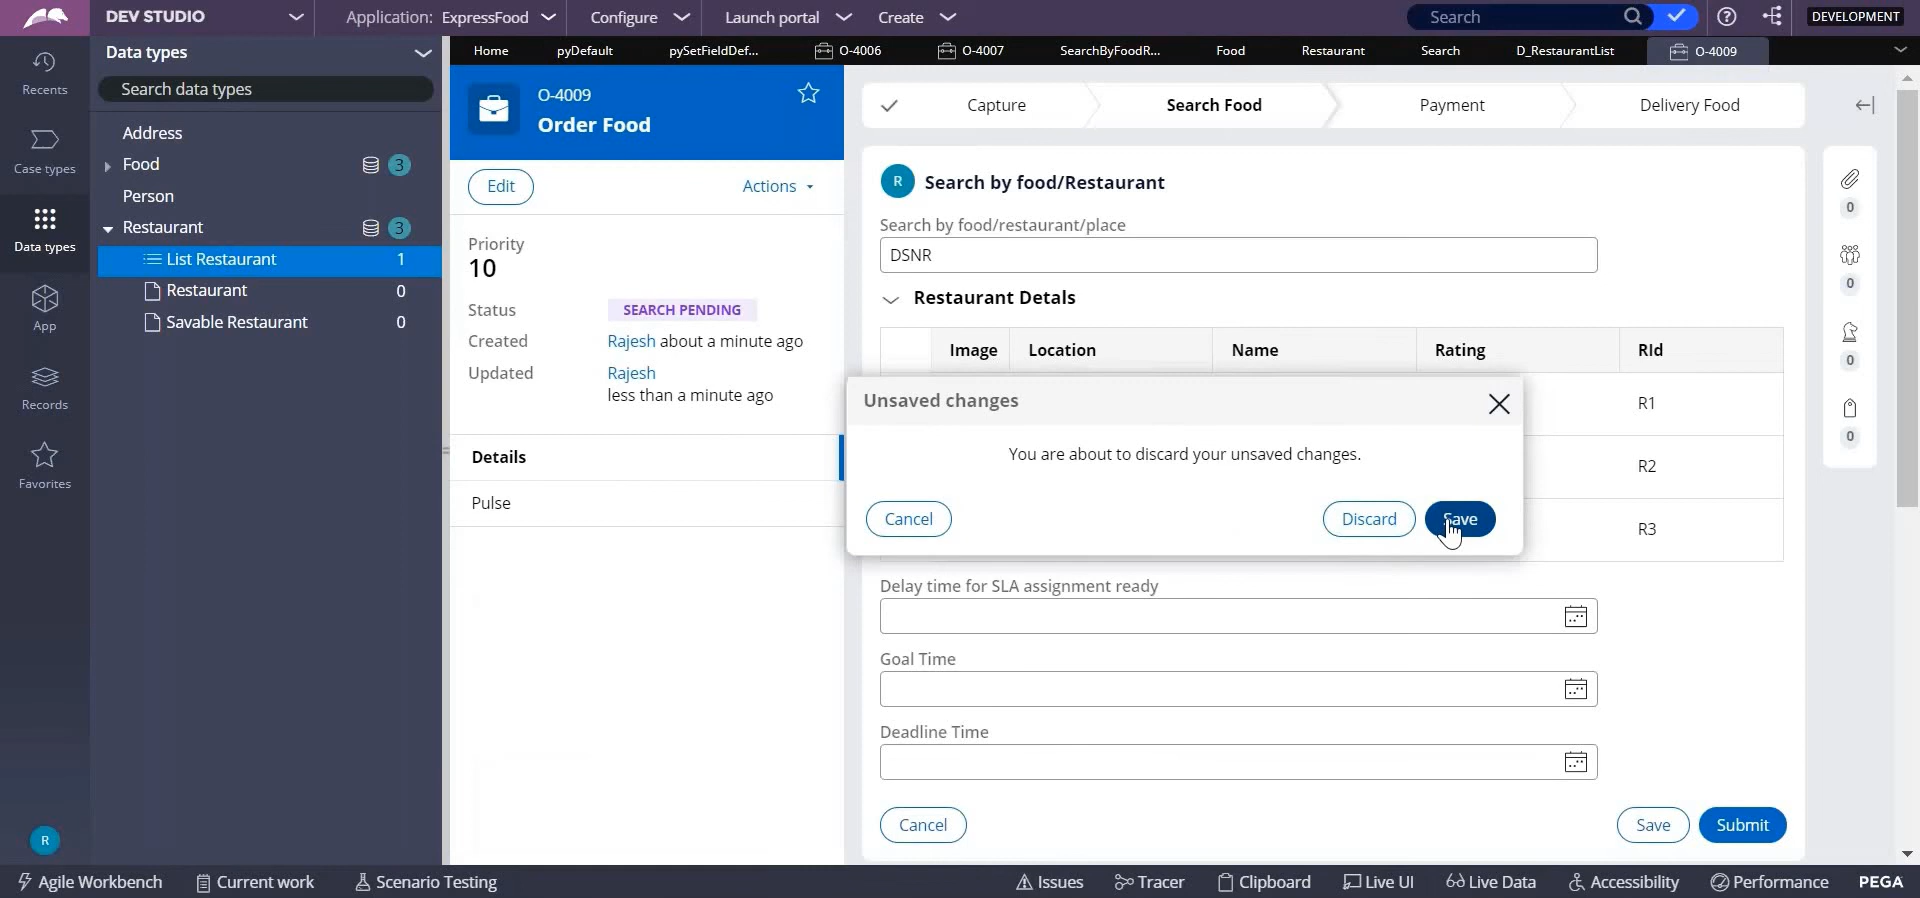 DEV STUDIO
Application: ExpressFood
Configure
Launch portal
Create
Search
DEVELOPMENT
Recents
Case types
Data types
App
Records
Favorites
R
Data types
Search data types
Address
Food 3
Person
Restaurant 3
List Restaurant 1
Restaurant 0
Savable Restaurant 0
Home
pyDefault
pySetFieldDef...
O-4006
O-4007
SearchByFoodR...
Food
Restaurant
Search
D_RestaurantList
O-4009
O-4009
Order Food
Edit
Actions
Priority
10
Status SEARCH PENDING
Created Rajesh about a minute ago
Updated Rajesh
less than a minute ago
Details
Pulse
Capture
Search Food
Payment
Delivery Food
R Search by food/Restaurant
Search by food/restaurant/place
DSNR
Restaurant Detals
Image Location Name Rating RId
R1
R2
R3
Unsaved changes
You are about to discard your unsaved changes.
Cancel
Discard
Save
Delay time for SLA assignment ready
Goal Time
Deadline Time
Cancel
Save
Submit
0
0
0
0
Agile Workbench
Current work
Scenario Testing
Issues
Tracer
Clipboard
Live UI
Live Data
Accessibility
Performance
PEGA